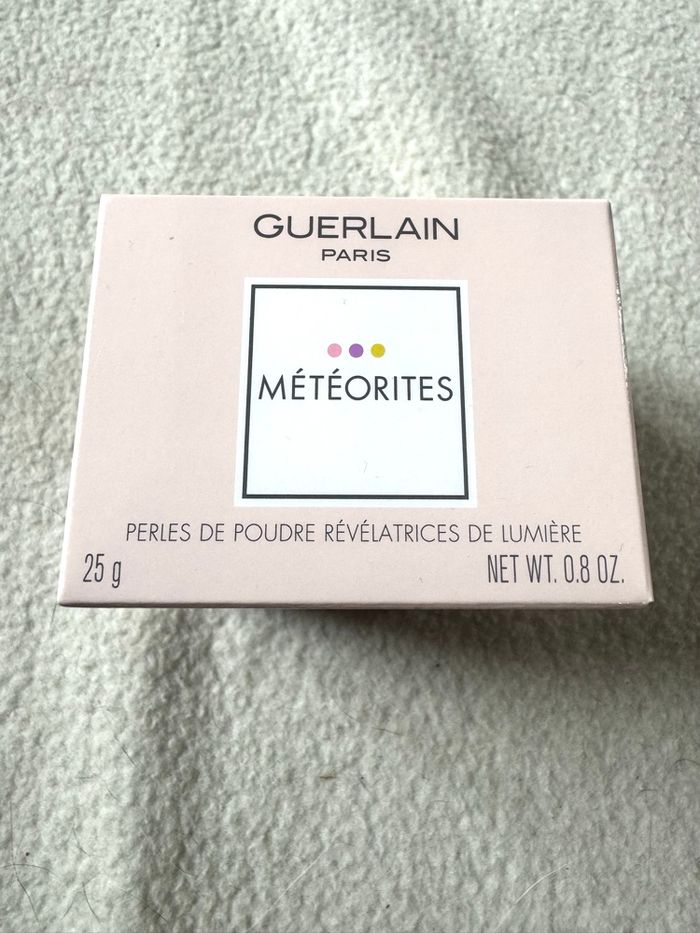 GUERLAIN
PARIS
MÉTÉORITES
PERLES DE POUDRE RÉVÉLATRICES DE LUMIÈRE
25 g NET WT. 0.8 OZ.